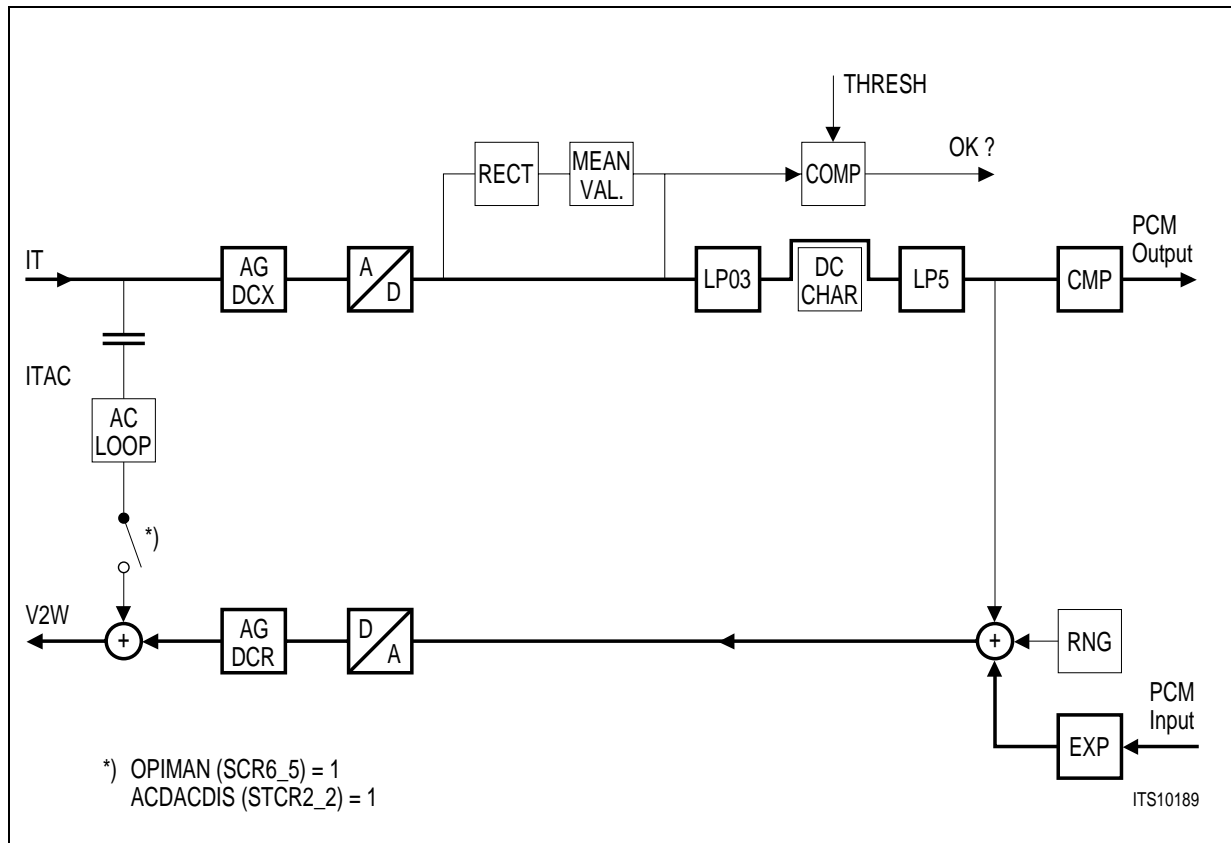 THRESH
OK ?
RECT
MEAN
VAL.
COMP
PCM
Output
IT
AG
DCX
A
D
LP03
DC
CHAR
LP5
CMP
ITAC
AC
LOOP
*)
V2W
+
AG
DCR
D
A
+
RNG
PCM
Input
EXP
*) OPIMAN (SCR6_5) = 1
ACDACDIS (STCR2_2) = 1
ITS10189